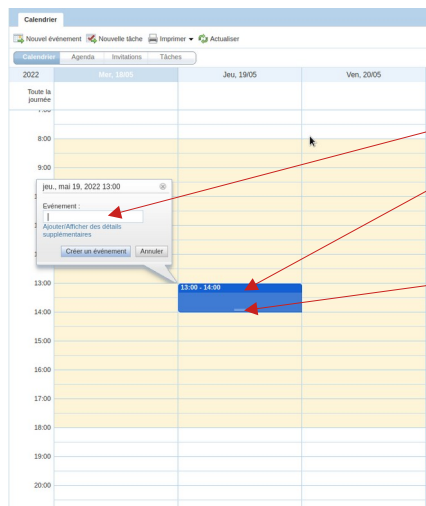 Calendrier
Nouvel événement Nouvelle tâche Imprimer Actualiser
Calendrier Agenda Invitations Tâches
2022 Mer, 18/05 Jeu, 19/05 Ven, 20/05
Toute la
journée
8:00
9:00
jeu., mai 19, 2022 13:00
Evénement :
Ajouter/Afficher des détails
supplémentaires
Créer un événement Annuler
13:00
13:00 - 14:00
14:00
15:00
16:00
17:00
18:00
19:00
20:00